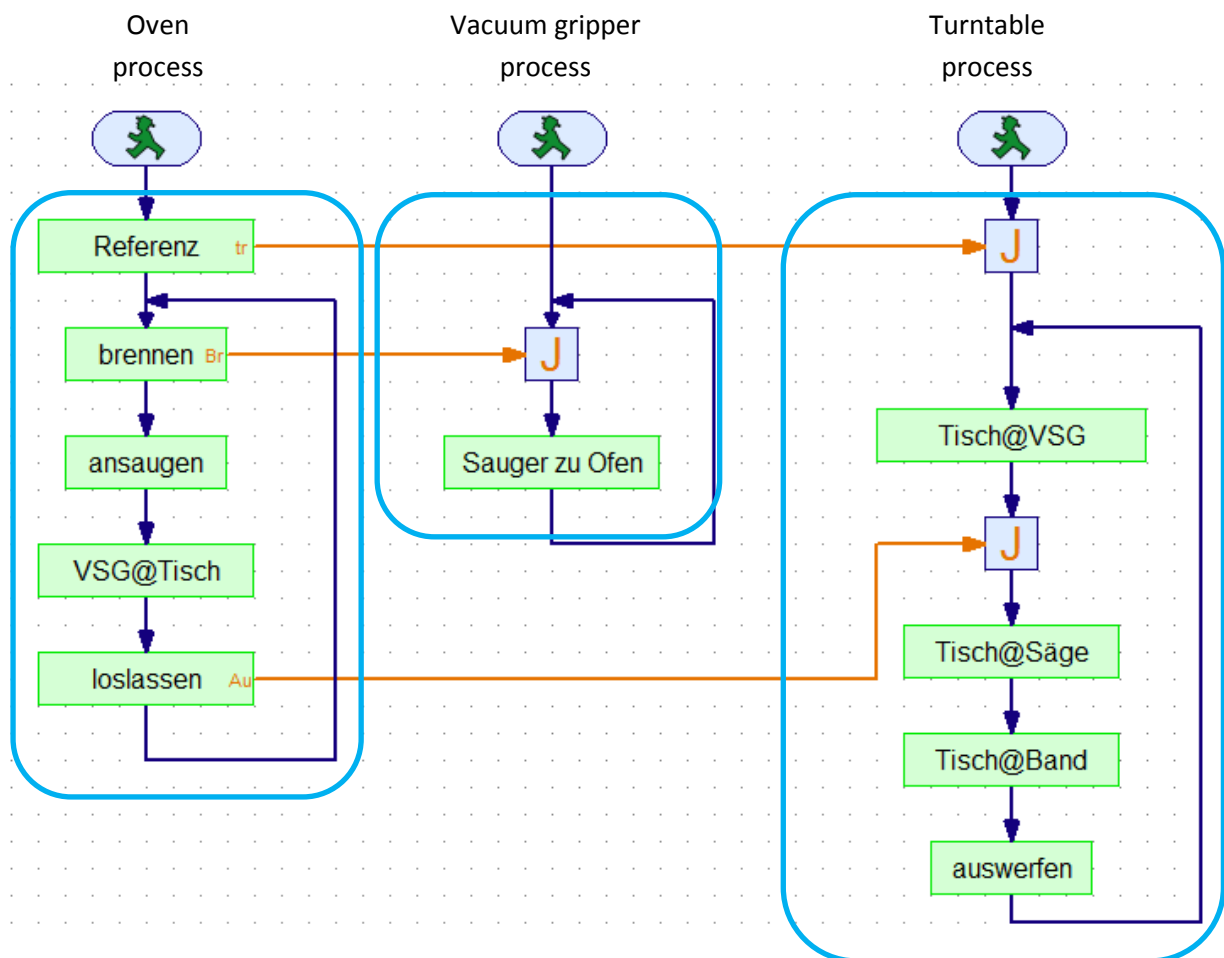 Oven
process
Vacuum gripper
process
Turntable
process
Referenz tr
brennen Br
ansaugen
VSG@Tisch
loslassen Au
J
Sauger zu Ofen
J
Tisch@VSG
J
Tisch@Säge
Tisch@Band
auswerfen